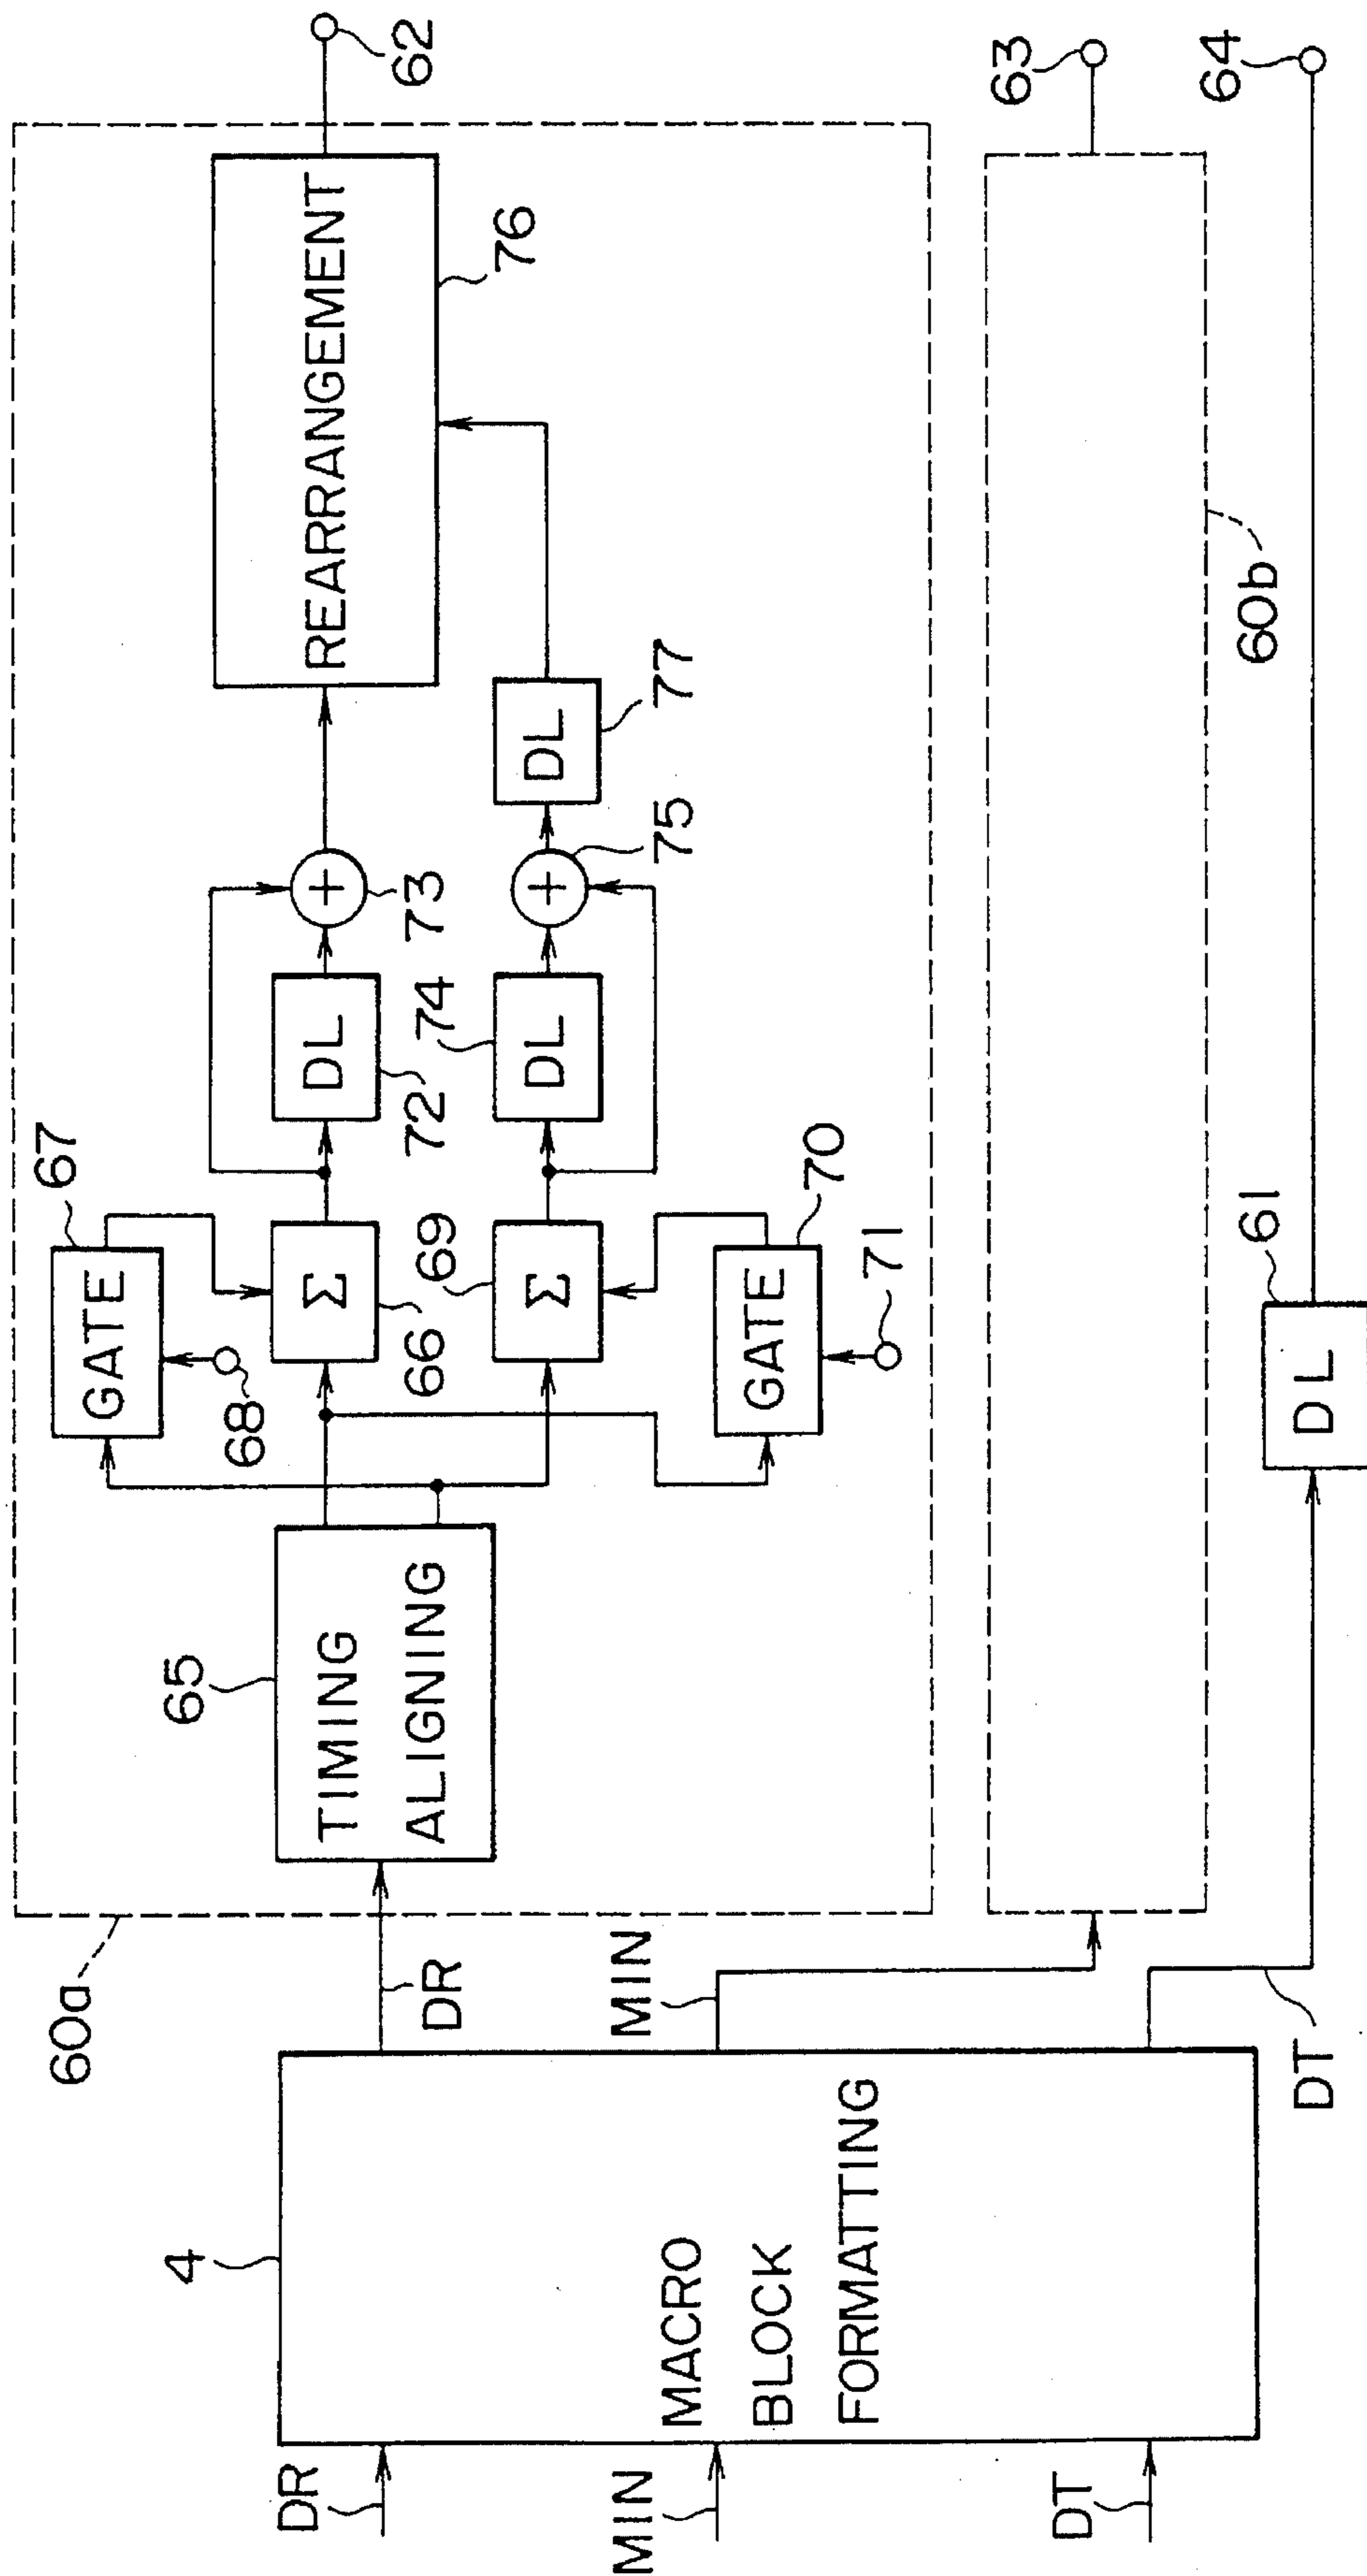 DR
MIN
DT
4
MACRO
BLOCK
FORMATTING
DR
MIN
DT
60a
65
TIMING
ALIGNING
67
GATE
68
Σ
66
69
Σ
70
GATE
71
DL
72
+
73
74
DL
+
75
DL
77
REARRANGEMENT
76
62
60b
63
61
DL
64